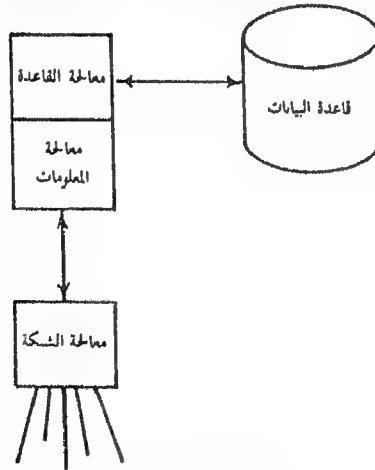 معالجة القاعدة
قاعدة البيانات
معالجة
المعلومات
معالجة الشبكة